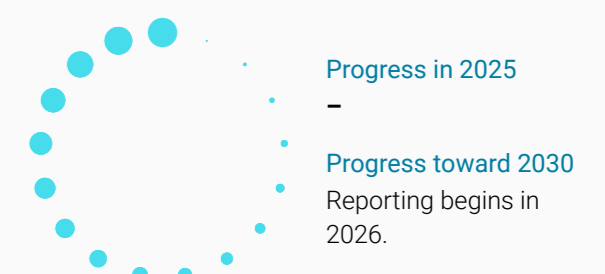 Progress in 2025
–
Progress toward 2030
Reporting begins in
2026.